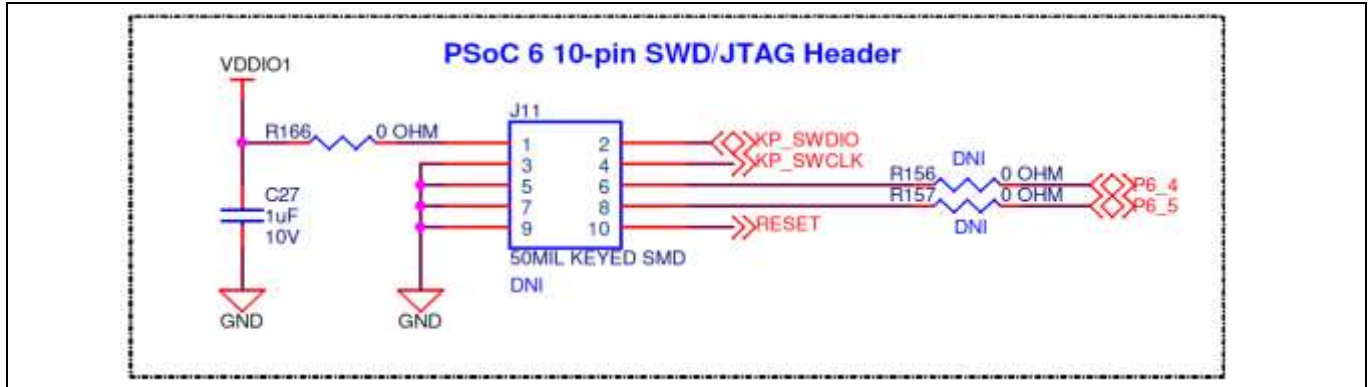 PSoC 6 10-pin SWD/JTAG Header
VDDIO1
J11
R166 0 OHM
1 2 KP_SWDIO
3 4 KP_SWCLK
DNI
5 6 R156 0 OHM P6_4
7 8 R157 0 OHM P6_5
9 10 RESET
DNI
C27
1uF
10V
50MIL KEYED SMD
DNI
GND
GND